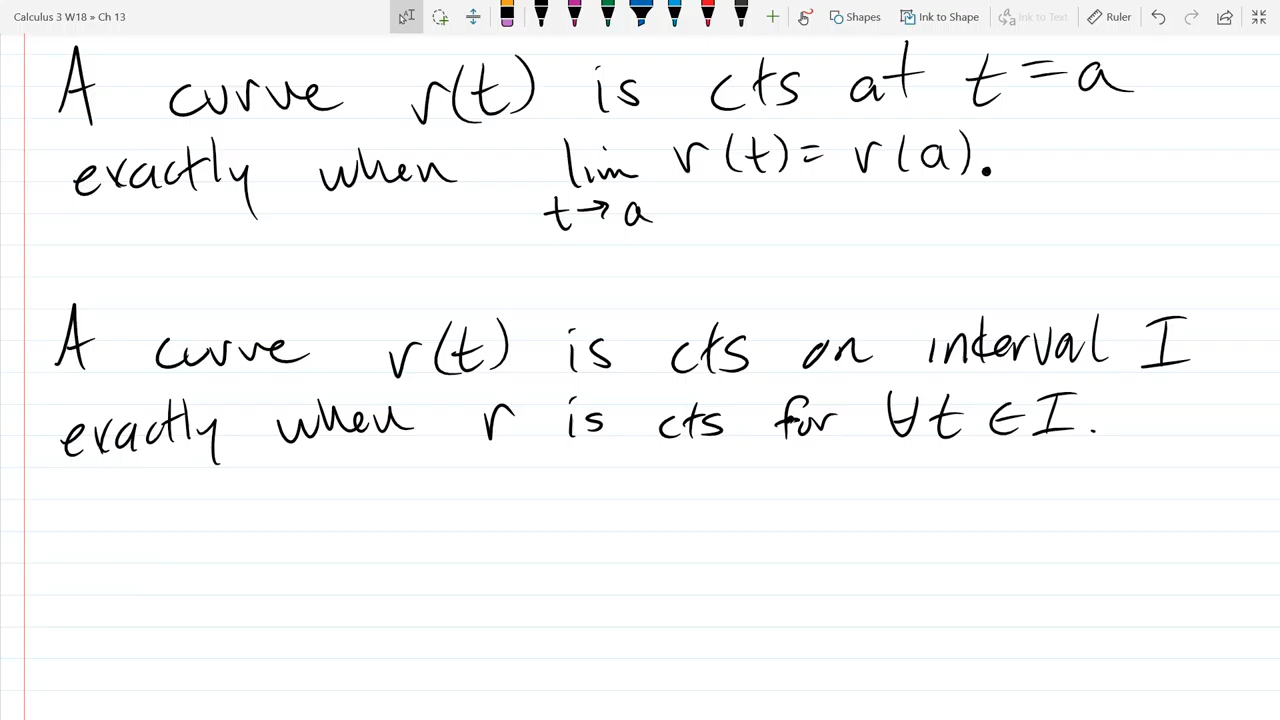 Calculus 3 W18 » Ch 13
Shapes
Ink to Shape
Ink to Text
Ruler
A curve r(t) is cts at t = a
exactly when lim r(t) = r(a).
t → a
A curve r(t) is cts on interval I
exactly when r is cts for ∀t ∈ I.